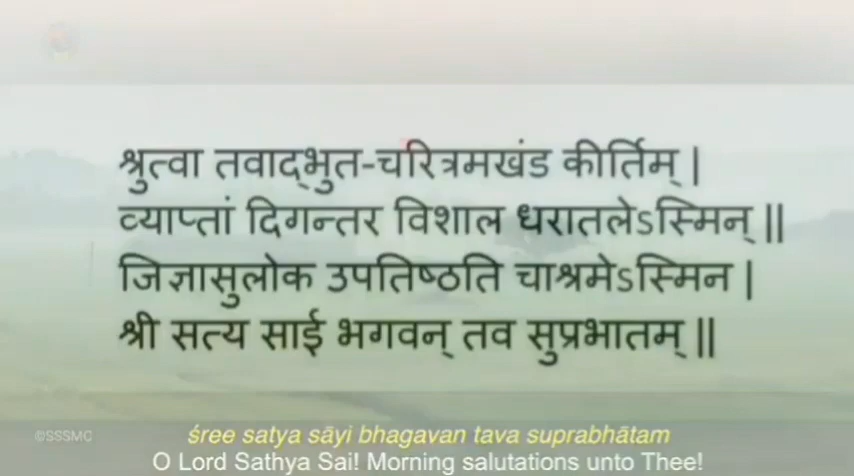 श्रुत्वा तवाद्‌भुत-चरित्रमखंड कीर्तिम् |
व्याप्तां दिगन्तर विशाल धरातलेऽस्मिन् ||
जिज्ञासुलोक उपतिष्ठति चाश्रमेऽस्मिन |
श्री सत्य साई भगवन् तव सुप्रभातम् ||
©SSSMC
śree satya sāyi bhagavan tava suprabhātam
O Lord Sathya Sai! Morning salutations unto Thee!